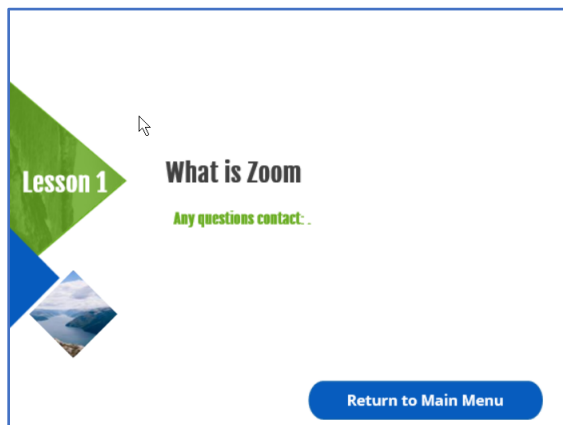 Lesson 1
What is Zoom
Any questions contact: .
Return to Main Menu